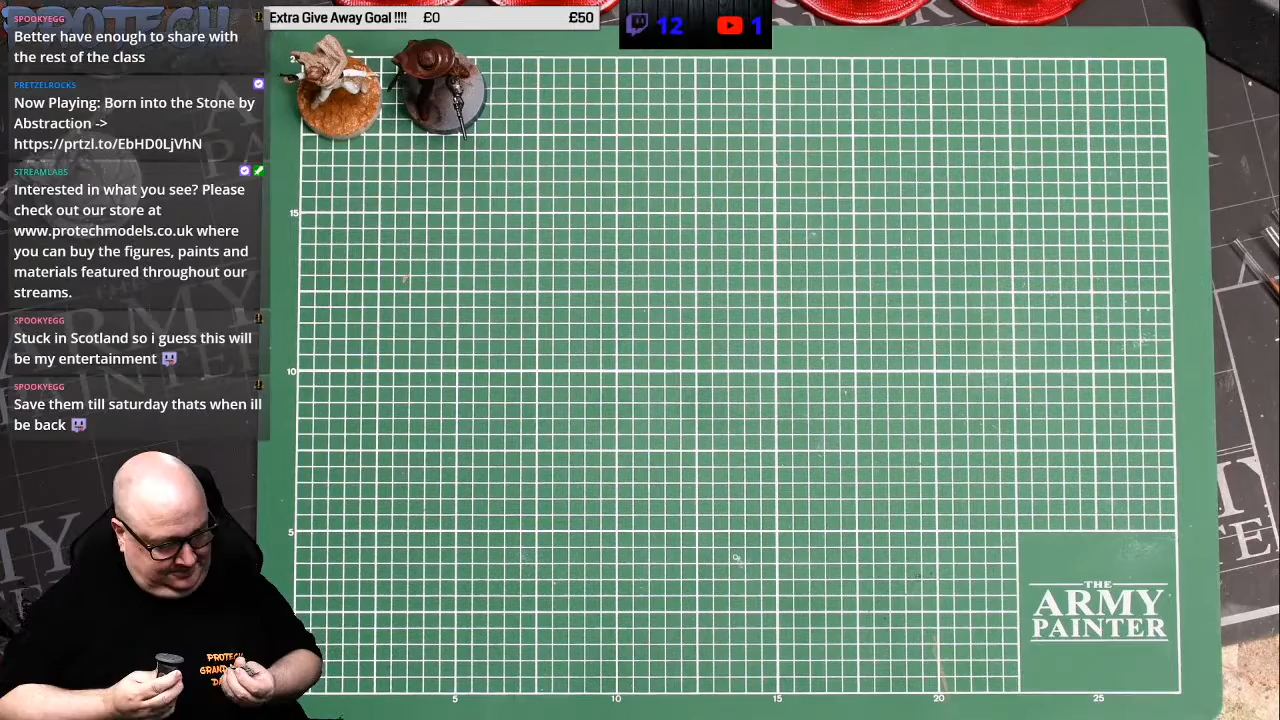 SPOOKYEGG
Better have enough to share with
the rest of the class
PRETZELROCKS
Now Playing: Born into the Stone by
Abstraction ->
https://prtzl.to/EbHD0LjVhN
STREAMLABS
Interested in what you see? Please
check out our store at
www.protechmodels.co.uk where
you can buy the figures, paints and
materials featured throughout our
streams.
SPOOKYEGG
Stuck in Scotland so i guess this will
be my entertainment
SPOOKYEGG
Save them till saturday thats when ill
be back
Extra Give Away Goal !!!! £0 £50
12 1
15
10
5
5 10 15 20 25
THE
ARMY
PAINTER
PROTECH